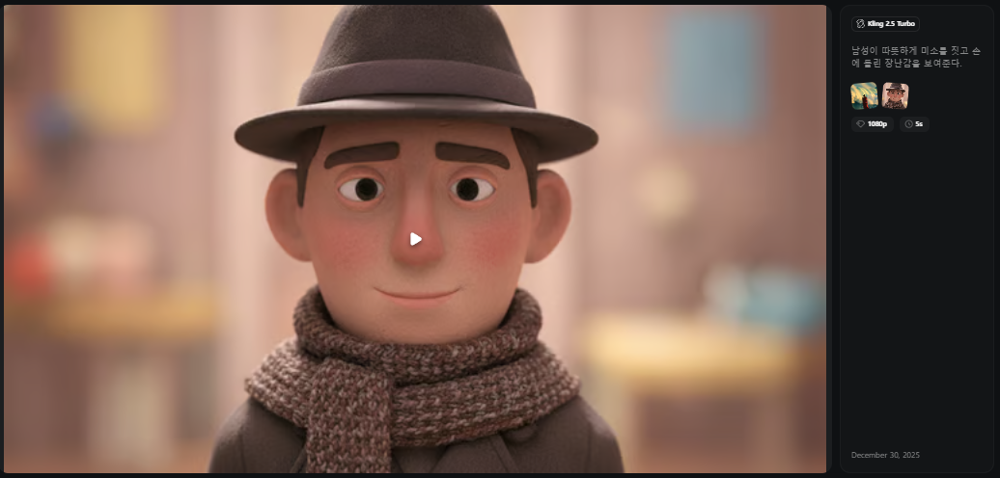 Kling 2.5 Turbo
남성이 따뜻하게 미소를 짓고 손
에 들린 장난감을 보여준다.
1080p
5s
December 30, 2025